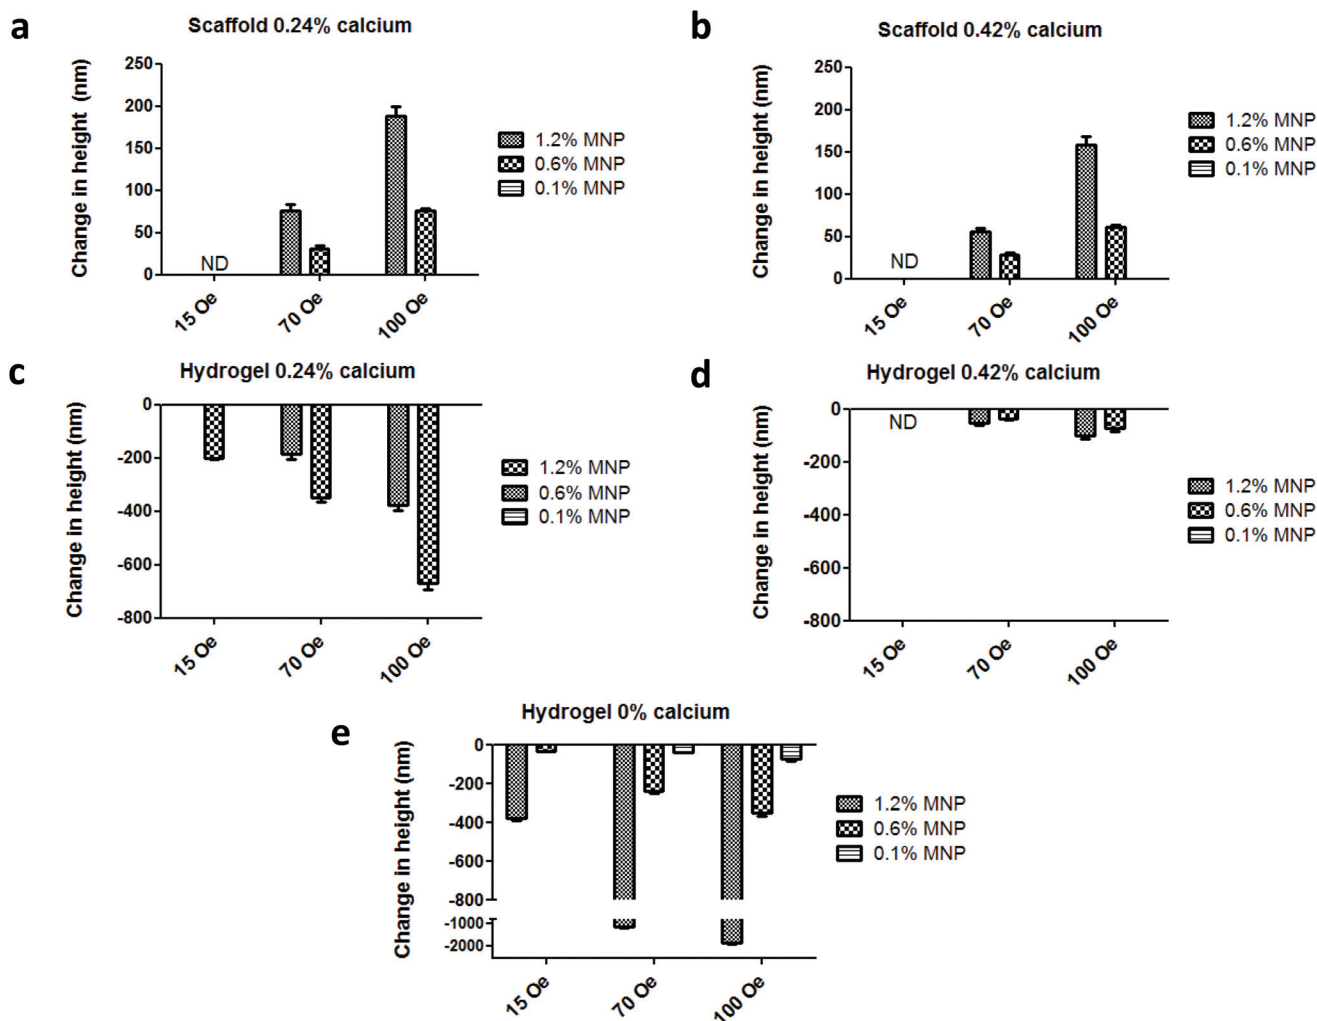 a
Scaffold 0.24% calcium
Change in height (nm)
250
200
150
100
50
0
ND
15 Oe
70 Oe
100 Oe
1.2% MNP
0.6% MNP
0.1% MNP
b
Scaffold 0.42% calcium
Change in height (nm)
250
200
150
100
50
0
ND
15 Oe
70 Oe
100 Oe
1.2% MNP
0.6% MNP
0.1% MNP
c
Hydrogel 0.24% calcium
Change in height (nm)
0
-200
-400
-600
-800
15 Oe
70 Oe
100 Oe
1.2% MNP
0.6% MNP
0.1% MNP
d
Hydrogel 0.42% calcium
Change in height (nm)
0
-200
-400
-600
-800
ND
15 Oe
70 Oe
100 Oe
1.2% MNP
0.6% MNP
0.1% MNP
e
Hydrogel 0% calcium
Change in height (nm)
0
-200
-400
-600
-800
-1000
-2000
15 Oe
70 Oe
100 Oe
1.2% MNP
0.6% MNP
0.1% MNP